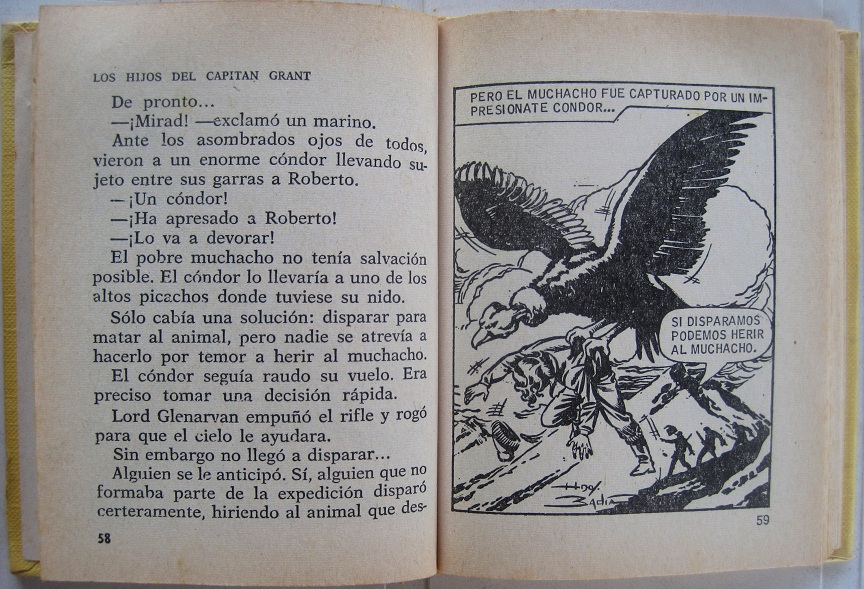 LOS HIJOS DEL CAPITAN GRANT
De pronto...
—¡Mirad! —exclamó un marino.
Ante los asombrados ojos de todos,
vieron a un enorme cóndor llevando su-
jeto entre sus garras a Roberto.
—¡Un cóndor!
—¡Ha apresado a Roberto!
—¡Lo va a devorar!
El pobre muchacho no tenía salvación
posible. El cóndor lo llevaría a uno de los
altos picachos donde tuviese su nido.
Sólo cabía una solución: disparar para
matar al animal, pero nadie se atrevía a
hacerlo por temor a herir al muchacho.
El cóndor seguía raudo su vuelo. Era
preciso tomar una decisión rápida.
Lord Glenarvan empuñó el rifle y rogó
para que el cielo le ayudara.
Sin embargo no llegó a disparar...
Alguien se le anticipó. Sí, alguien que no
formaba parte de la expedición disparó
certeramente, hiriendo al animal que des-
58
PERO EL MUCHACHO FUE CAPTURADO POR UN IM-
PRESIONATE CONDOR...
SI DISPARAMOS
PODEMOS HERIR
AL MUCHACHO.
Hnos.
Badía
59